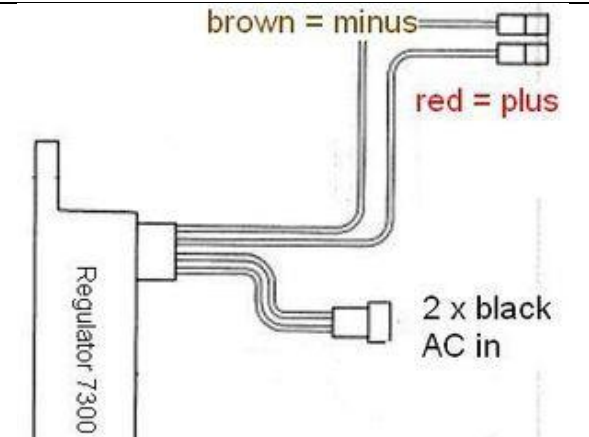 brown = minus
red = plus
2 x black
AC in
Regulator 7300